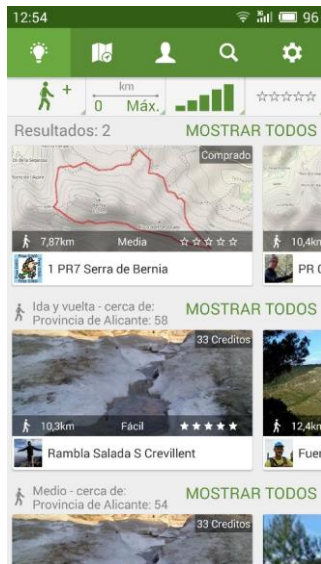 12:54
96
km
0 Máx.
Resultados: 2 MOSTRAR TODOS
Comprado
7,87km Media
10,4km
1 PR7 Serra de Bernia
PR
Ida y vuelta - cerca de:
Provincia de Alicante: 58
MOSTRAR TODOS
33 Creditos
10,3km Fácil
12,4km
Rambla Salada S Crevillent
Fuer
Medio - cerca de:
Provincia de Alicante: 54
MOSTRAR TODOS
33 Creditos